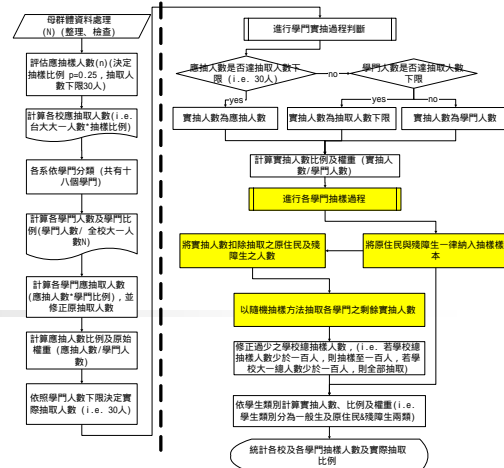 母群體資料處理
(N) (整理、檢查)
評估應抽樣人數(n)(決定
抽樣比例 p=0.25，抽取人
數下限30人)
計算各校應抽取人數(i.e.
台大大一人數*抽樣比例)
各系依學門分類 (共有十
八個學門)
計算各學門人數及學門比
例(學門人數/ 全校大一人
數N)
計算各學門應抽取人數
(應抽人數*學門比例)，並
修正原抽取人數
計算應抽人數比例及原始
權重 (應抽人數/學門人
數)
依照學門人數下限決定實
際抽取人數 (i.e. 30人)
進行學門實抽過程判斷
應抽人數是否達抽取人數下
限 (i.e. 30人)
no
學門人數是否達抽取人數
下限
yes
yes
no
實抽人數為應抽人數
實抽人數為抽取人數下限
實抽人數為學門人數
計算實抽人數比例及權重 (實抽人
數/學門人數)
進行各學門抽樣過程
將實抽人數扣除抽取之原住民及殘
障生之人數
將原住民與殘障生一律納入抽樣樣
本
以隨機抽樣方法抽取各學門之剩餘實抽人數
修正過少之學校總抽樣人數，(i.e. 若學校總
抽樣人數少於一百人，則抽樣至一百人，若學
校大一總人數少於一百人，則全部抽取)
依學生類別計算實抽人數、比例及權重(i.e.
學生類別分為一般生及原住民&殘障生兩類)
統計各校及各學門抽樣人數及實際抽取
比例